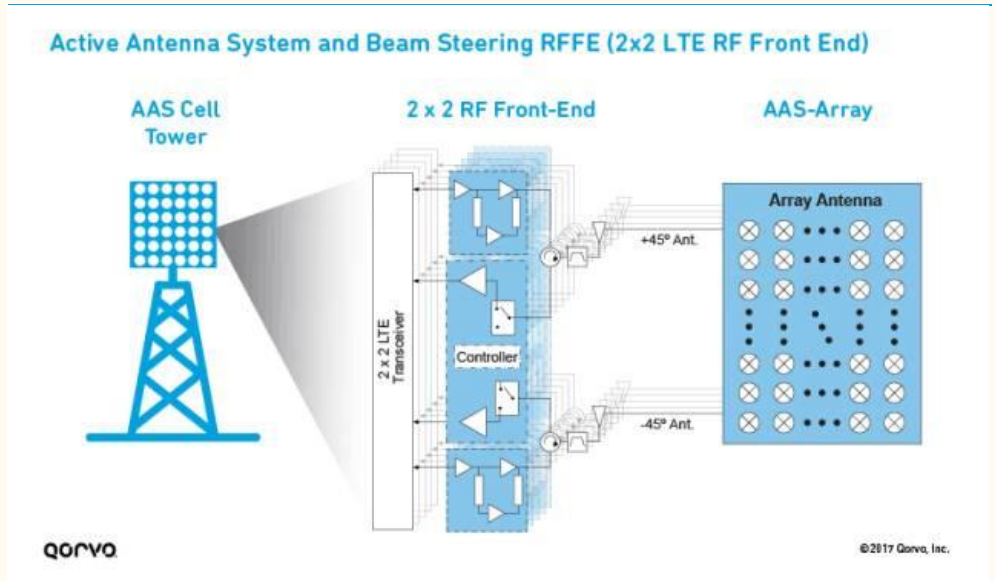 Active Antenna System and Beam Steering RFFE (2x2 LTE RF Front End)
AAS Cell
Tower
2 x 2 RF Front-End
AAS-Array
Array Antenna
+45° Ant.
2 x 2 LTE
Transceiver
Controller
-45° Ant.
QORVO
©2017 Qorvo, Inc.